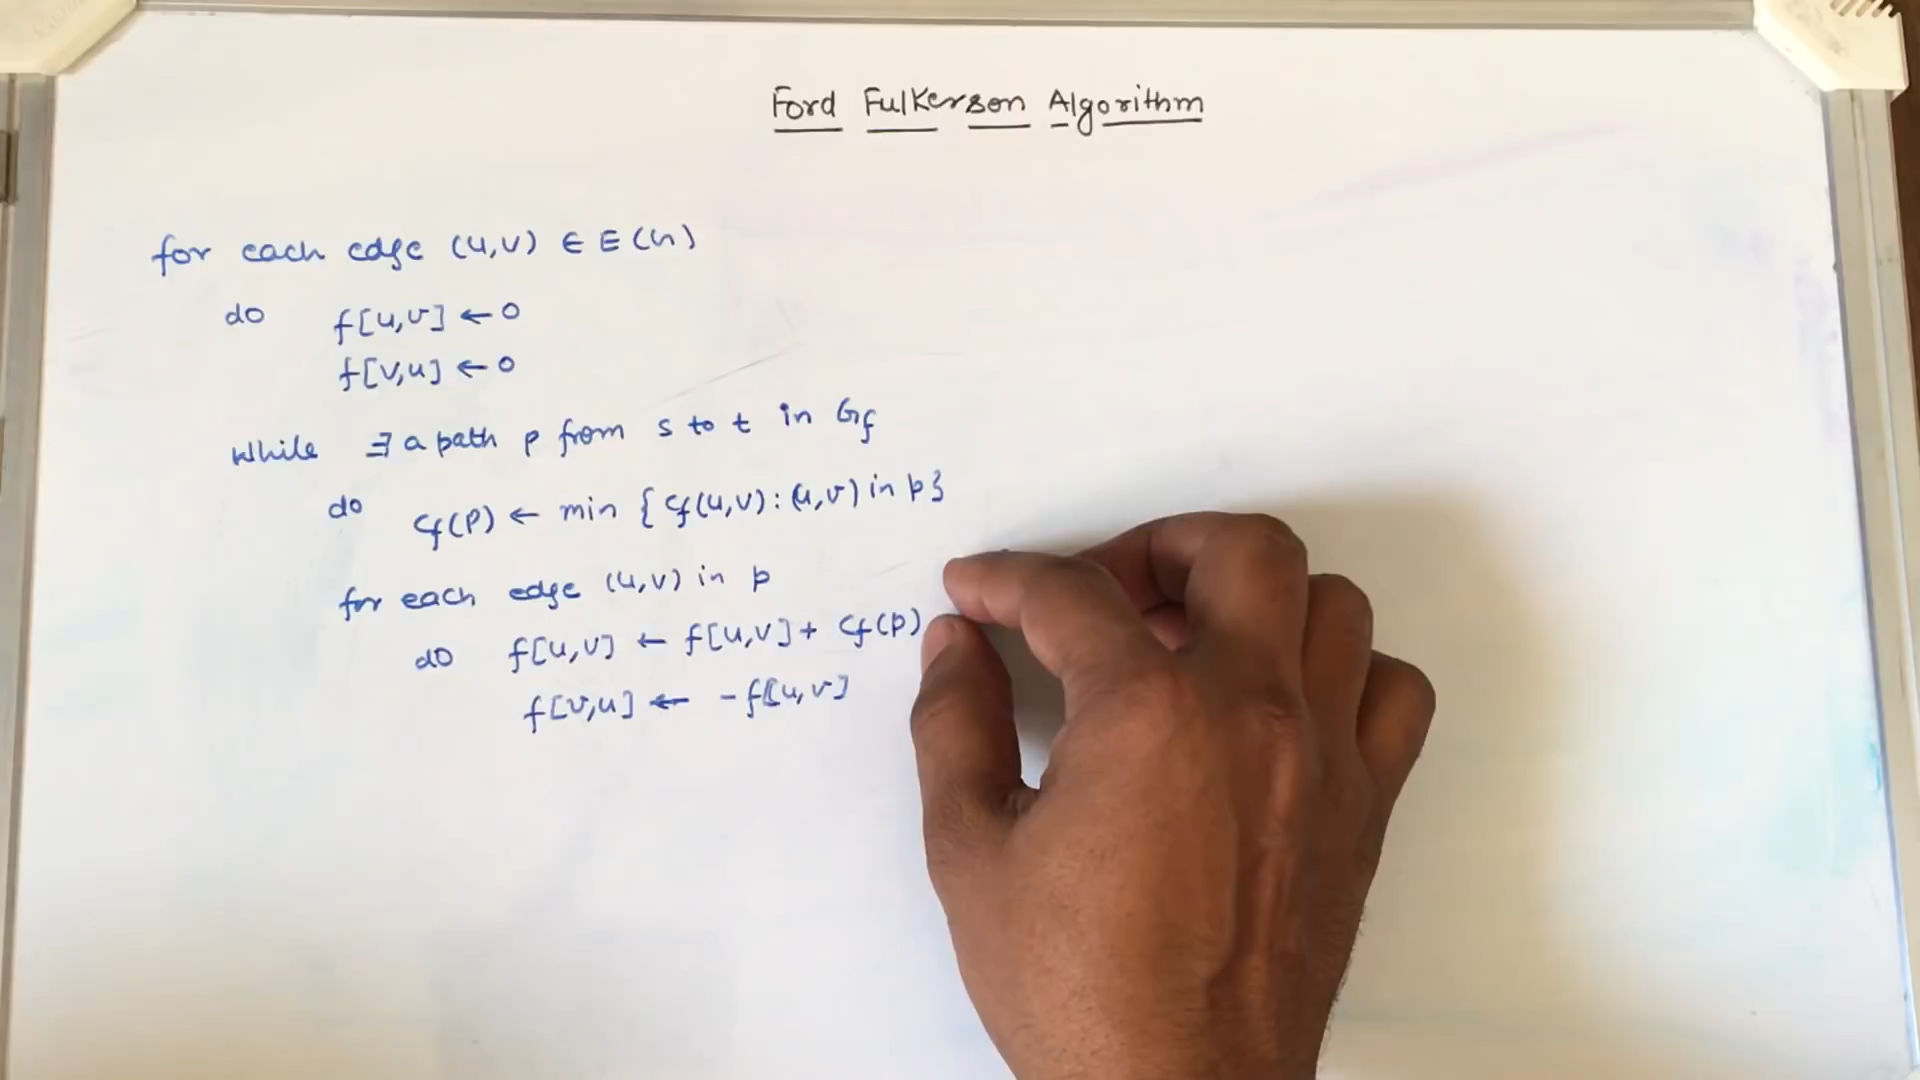 Ford Fulkerson Algorithm
for each edge (u,v) ∈ E(G)
do f[u,v] ← 0
f[v,u] ← 0
While ∃ a path p from s to t in Gf
do cf(p) ← min { cf(u,v) : (u,v) in p }
for each edge (u,v) in p
do f[u,v] ← f[u,v] + cf(p)
f[v,u] ← -f[u,v]